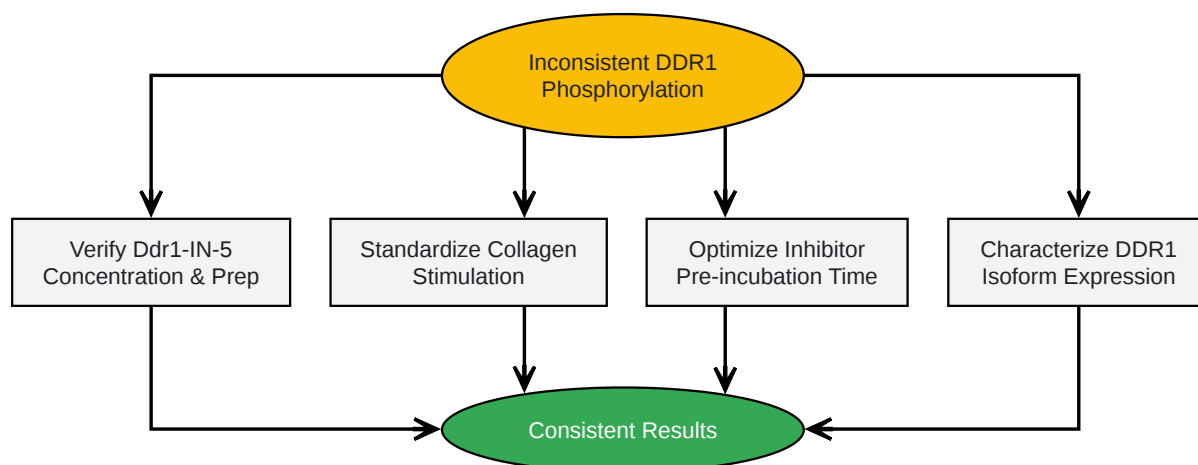 Inconsistent DDR1
Phosphorylation
Verify Ddr1-IN-5
Concentration & Prep
Standardize Collagen
Stimulation
Optimize Inhibitor
Pre-incubation Time
Characterize DDR1
Isoform Expression
Consistent Results